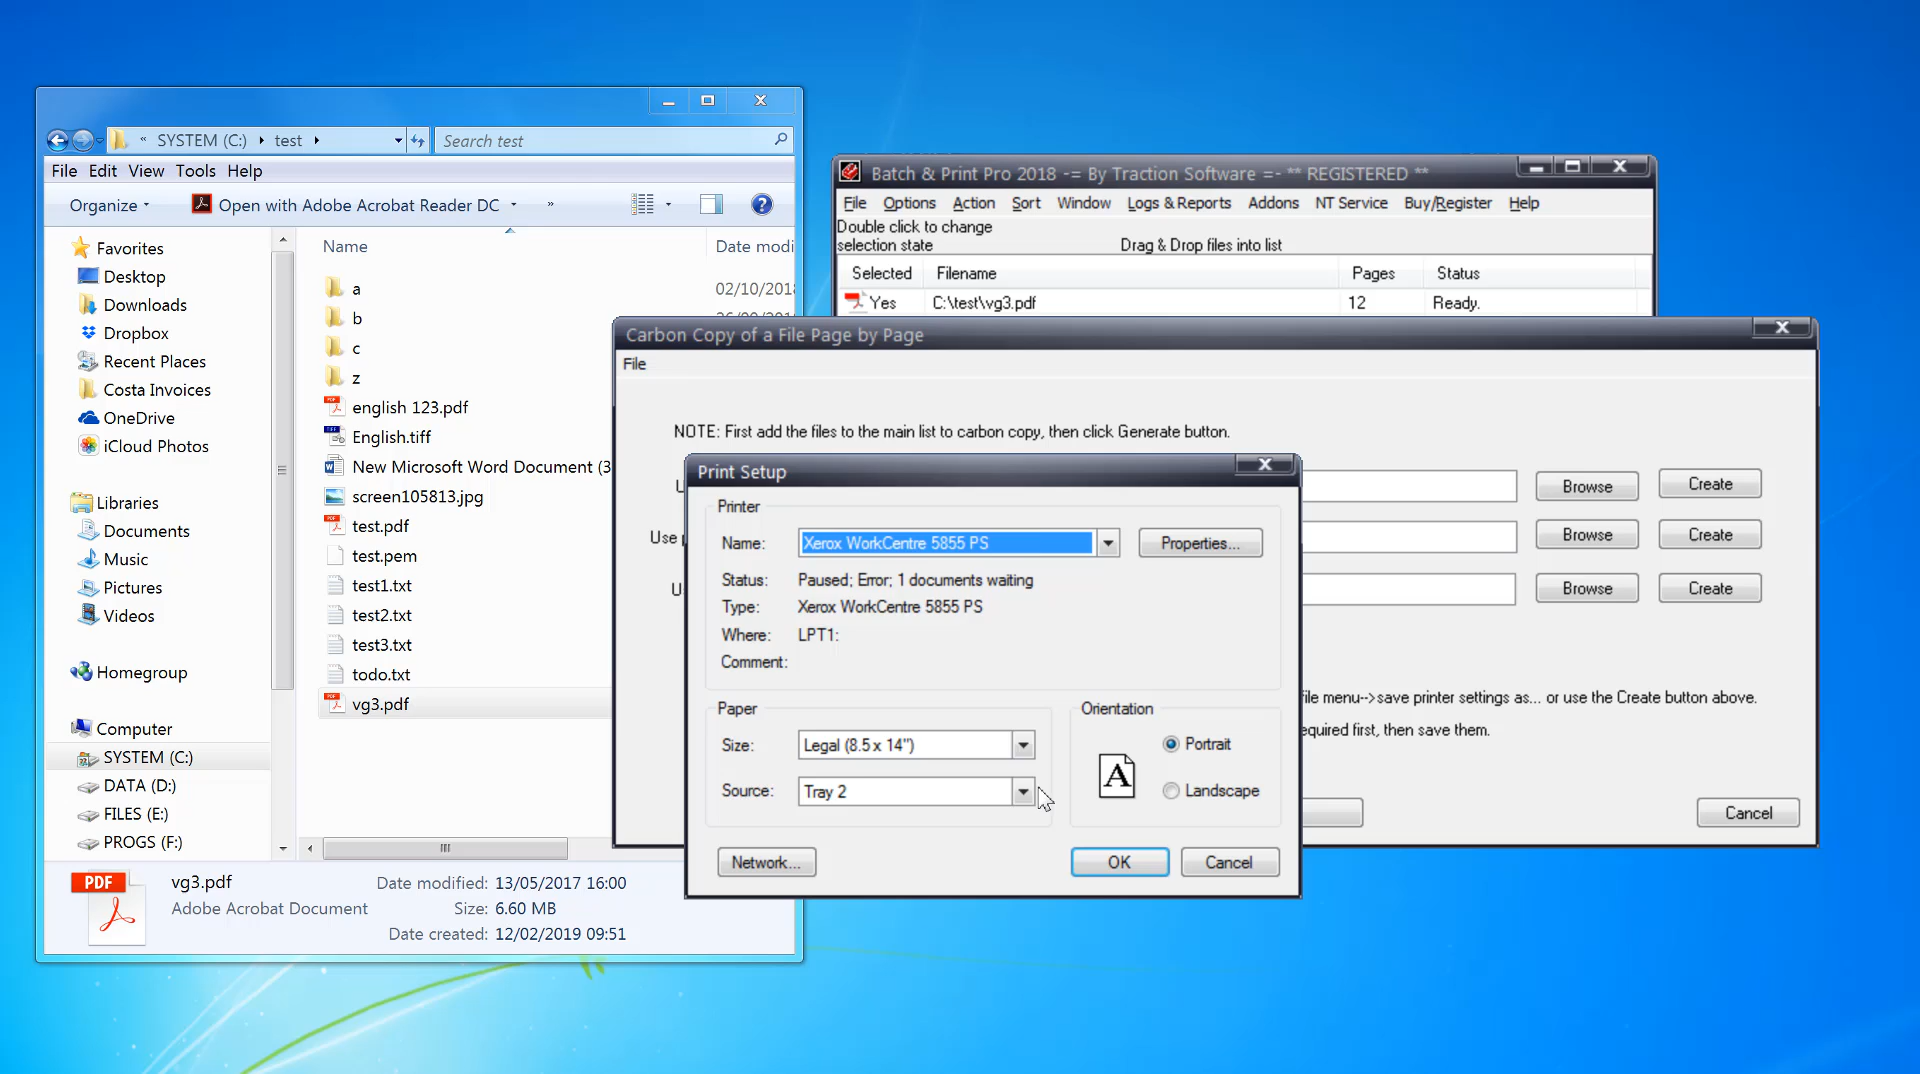 « SYSTEM (C:) test
Search test
File Edit View Tools Help
Organize
Open with Adobe Acrobat Reader DC
»
Favorites
Desktop
Downloads
Dropbox
Recent Places
Costa Invoices
OneDrive
iCloud Photos
Libraries
Documents
Music
Pictures
Videos
Homegroup
Computer
SYSTEM (C:)
DATA (D:)
FILES (E:)
PROGS (F:)
Name
Date modi
a
02/10/201
b
c
z
english 123.pdf
English.tiff
New Microsoft Word Document (3
screen105813.jpg
test.pdf
test.pem
test1.txt
test2.txt
test3.txt
todo.txt
vg3.pdf
PDF
vg3.pdf
Adobe Acrobat Document
Date modified: 13/05/2017 16:00
Size: 6.60 MB
Date created: 12/02/2019 09:51
Batch & Print Pro 2018 -= By Traction Software =- ** REGISTERED **
File Options Action Sort Window Logs & Reports Addons NT Service Buy/Register Help
Double click to change
selection state
Drag & Drop files into list
Selected Filename Pages Status
Yes C:\test\vg3.pdf 12 Ready.
Carbon Copy of a File Page by Page
File
NOTE: First add the files to the main list to carbon copy, then click Generate button.
Browse Create
Use
Browse Create
Browse Create
file menu-->save printer settings as... or use the Create button above.
equired first, then save them.
Cancel
Print Setup
Printer
Name: Xerox WorkCentre 5855 PS
Properties...
Status: Paused; Error; 1 documents waiting
Type: Xerox WorkCentre 5855 PS
Where: LPT1:
Comment:
Paper
Size: Legal (8.5 x 14")
Source: Tray 2
Orientation
A
Portrait
Landscape
Network...
OK
Cancel